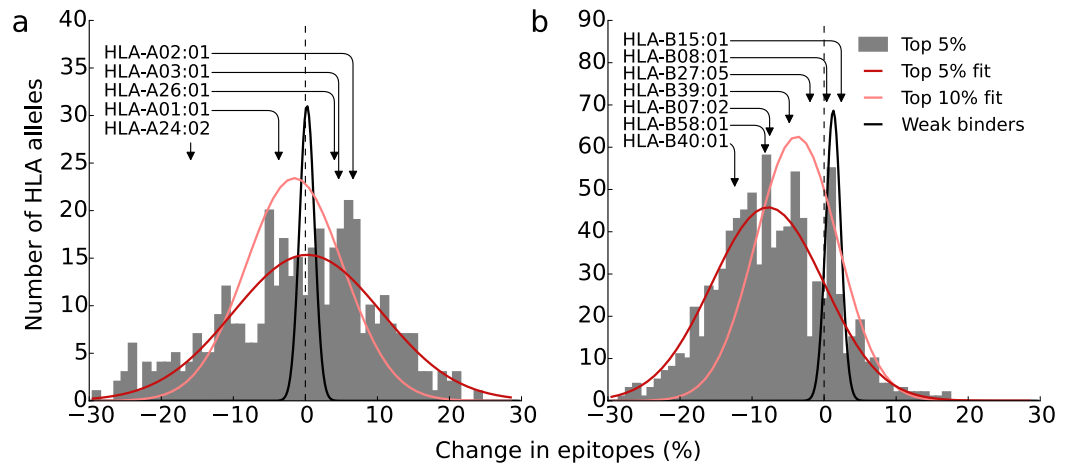 a
40
35
30
25
20
15
10
5
0
Number of HLA alleles
HLA-A02:01
HLA-A03:01
HLA-A26:01
HLA-A01:01
HLA-A24:02
−30
−20
−10
0
10
20
30
b
90
80
70
60
50
40
30
20
10
0
HLA-B15:01
HLA-B08:01
HLA-B27:05
HLA-B39:01
HLA-B07:02
HLA-B58:01
HLA-B40:01
Top 5%
Top 5% fit
Top 10% fit
Weak binders
−30
−20
−10
0
10
20
30
Change in epitopes (%)